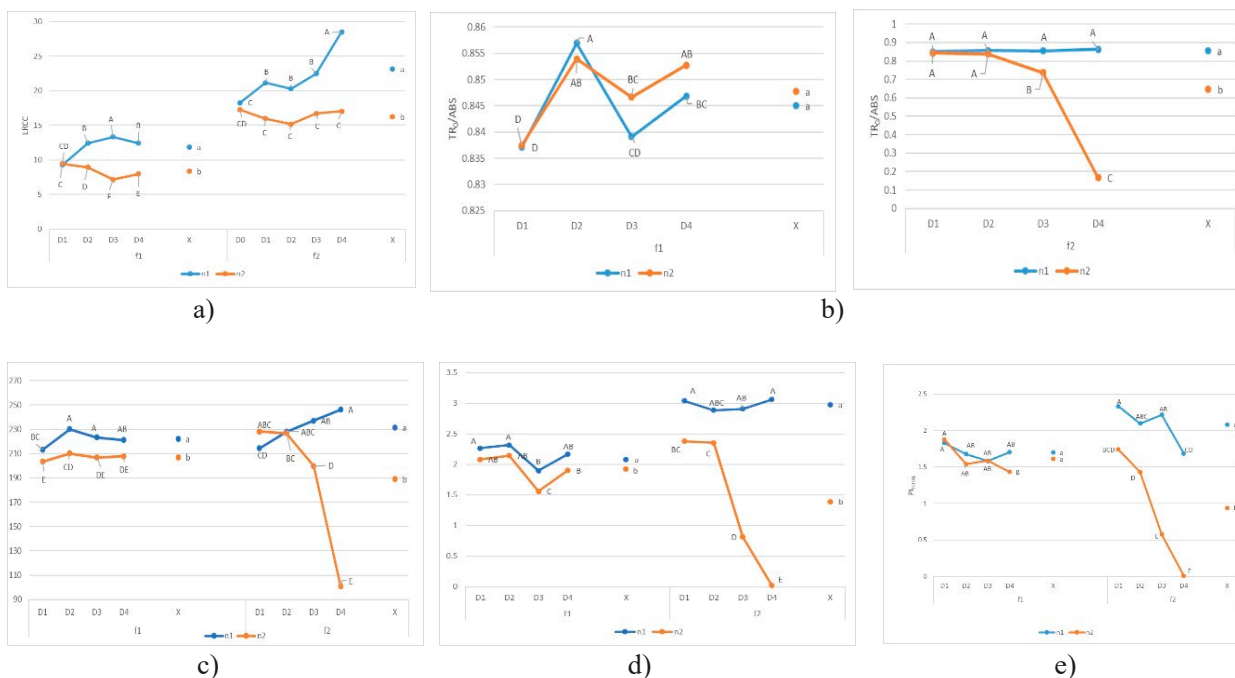 30
25
20
15
10
5
0
LRCC
CD
B
A
B
C
D
F
E
a
b
C
CD
B
B
B
A
C
C
C
C
a
b
D1 D2 D3 D4 X D0 D1 D2 D3 D4 X
f1 f2
n1 n2
a)
0.86
0.855
0.85
0.845
0.84
0.835
0.83
0.825
TR₀/ABS
D
D
A
AB
BC
CD
AB
BC
a
a
D1 D2 D3 D4 X
f1
n1 n2
1
0.9
0.8
0.7
0.6
0.5
0.4
0.3
0.2
0.1
0
TR₀/ABS
A
A
A
A
A
B
A
C
a
b
D1 D2 D3 D4 X
f2
n1 n2
b)
270
250
230
210
190
170
150
130
110
90
BC
A
A
AB
E
CD
DE
DE
a
b
ABC
CD
ABC
BC
AB
D
A
E
a
b
D1 D2 D3 D4 X D1 D2 D3 D4 X
f1 f2
n1 n2
c)
3.5
3
2.5
2
1.5
1
0.5
0
A
A
B
AB
AB
AB
C
B
a
b
A
ABC
AB
A
BC
C
D
E
a
b
D1 D2 D3 D4 X D1 D2 D3 D4 X
f1 f2
n1 n2
d)
2.5
2
1.5
1
0.5
0
A
A
AB
AB
AB
AB
AB
B
a
a
A
ABC
AB
BCD
D
a
b
D1 D2 D3 D4 X D1 D2 D3 D4 X
f1 f2
n1 n2
e)